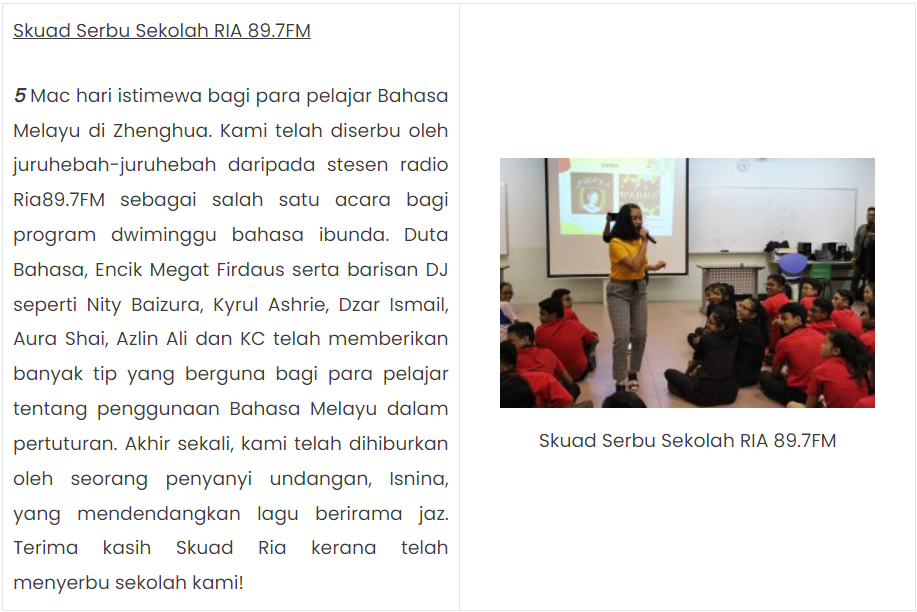 Skuad Serbu Sekolah RIA 89.7FM
5 Mac hari istimewa bagi para pelajar Bahasa
Melayu di Zhenghua. Kami telah diserbu oleh
juruhebah-juruhebah daripada stesen radio
Ria89.7FM sebagai salah satu acara bagi
program dwiminggu bahasa ibunda. Duta
Bahasa, Encik Megat Firdaus serta barisan DJ
seperti Nity Baizura, Kyrul Ashrie, Dzar Ismail,
Aura Shai, Azlin Ali dan KC telah memberikan
banyak tip yang berguna bagi para pelajar
tentang penggunaan Bahasa Melayu dalam
pertuturan. Akhir sekali, kami telah dihiburkan
oleh seorang penyanyi undangan, Isnina,
yang mendendangkan lagu berirama jaz.
Terima kasih Skuad Ria kerana telah
menyerbu sekolah kami!
Skuad Serbu Sekolah RIA 89.7FM